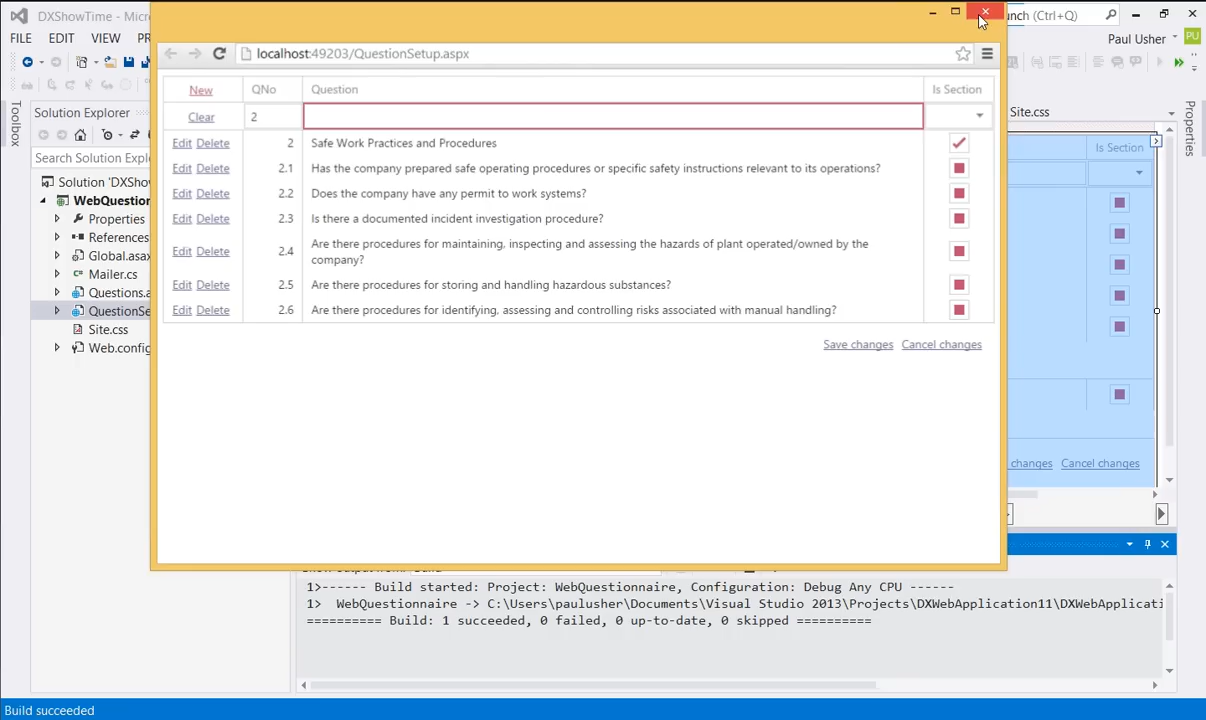 DXShowTime - Micr
unch (Ctrl+Q)
FILE EDIT VIEW PR
Paul Usher PU
localhost:49203/QuestionSetup.aspx
Toolbox
Solution Explorer
Search Solution Explo
Solution 'DXShow
WebQuestion
Properties
References
Global.asax
Mailer.cs
Questions.a
QuestionSe
Site.css
Web.config
New QNo Question Is Section
Clear 2
Edit Delete 2 Safe Work Practices and Procedures
Edit Delete 2.1 Has the company prepared safe operating procedures or specific safety instructions relevant to its operations?
Edit Delete 2.2 Does the company have any permit to work systems?
Edit Delete 2.3 Is there a documented incident investigation procedure?
Edit Delete 2.4 Are there procedures for maintaining, inspecting and assessing the hazards of plant operated/owned by the
company?
Edit Delete 2.5 Are there procedures for storing and handling hazardous substances?
Edit Delete 2.6 Are there procedures for identifying, assessing and controlling risks associated with manual handling?
Save changes Cancel changes
Site.css
Properties
Is Section
changes Cancel changes
1>------ Build started: Project: WebQuestionnaire, Configuration: Debug Any CPU ------
1> WebQuestionnaire -> C:\Users\paulusher\Documents\Visual Studio 2013\Projects\DXWebApplication11\DXWebApplicati
========== Build: 1 succeeded, 0 failed, 0 up-to-date, 0 skipped ==========
Build succeeded